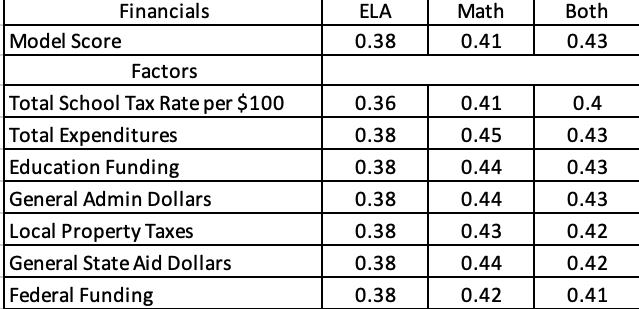 Financials ELA Math Both
Model Score 0.38 0.41 0.43
Factors
Total School Tax Rate per $100 0.36 0.41 0.4
Total Expenditures 0.38 0.45 0.43
Education Funding 0.38 0.44 0.43
General Admin Dollars 0.38 0.44 0.43
Local Property Taxes 0.38 0.43 0.42
General State Aid Dollars 0.38 0.44 0.42
Federal Funding 0.38 0.42 0.41